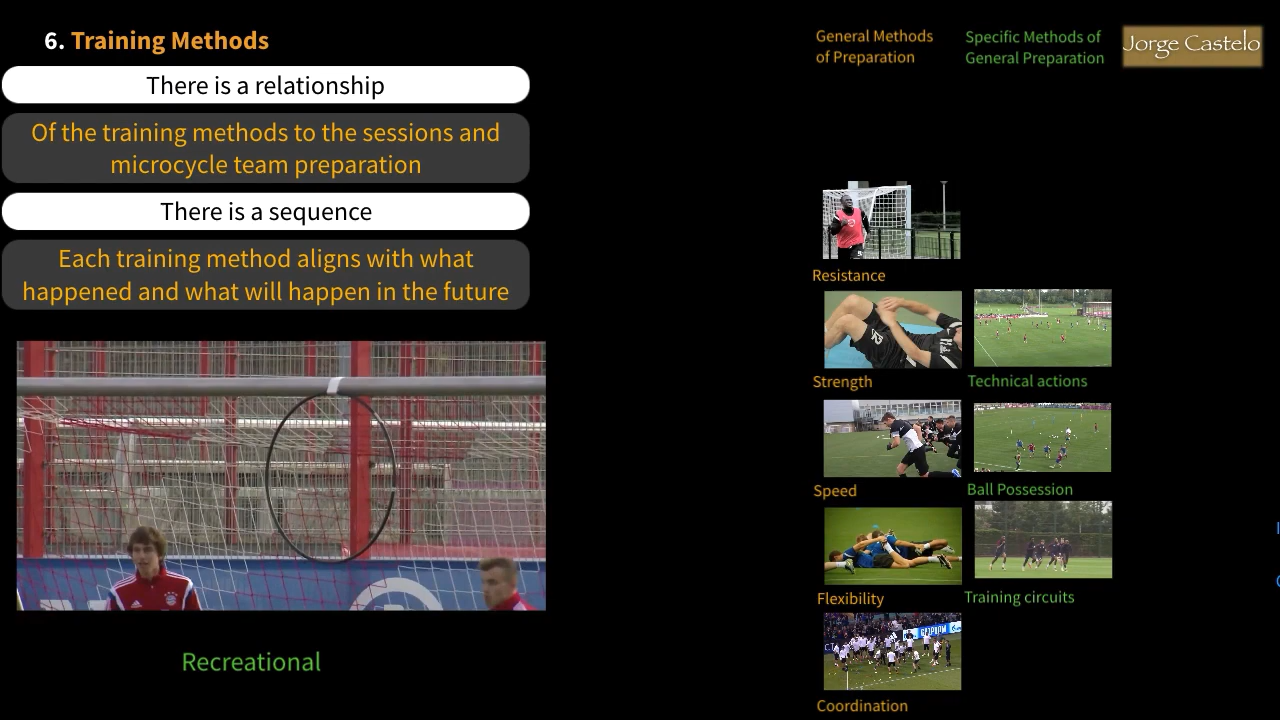 6. Training Methods
There is a relationship
Of the training methods to the sessions and
microcycle team preparation
There is a sequence
Each training method aligns with what
happened and what will happen in the future
Recreational
General Methods
of Preparation
Specific Methods of
General Preparation
Jorge Castelo
Resistance
Strength
Technical actions
Speed
Ball Possession
Flexibility
Training circuits
GAZPROM
Coordination